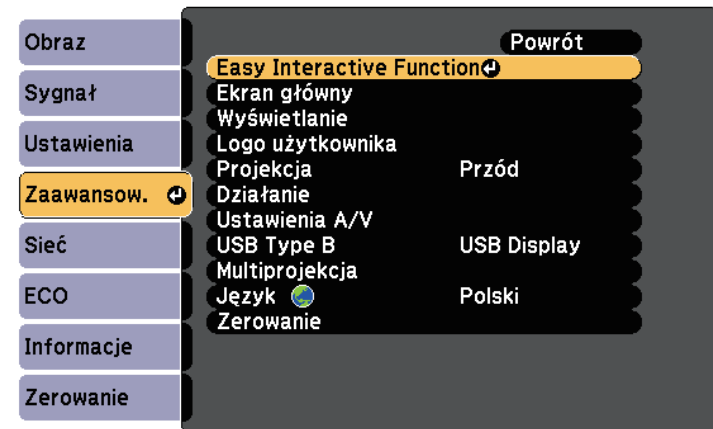 Obraz
Sygnał
Ustawienia
Zaawansow.
Sieć
ECO
Informacje
Zerowanie
Powrót
Easy Interactive Function
Ekran główny
Wyświetlanie
Logo użytkownika
Projekcja Przód
Działanie
Ustawienia A/V
USB Type B USB Display
Multiprojekcja
Język Polski
Zerowanie